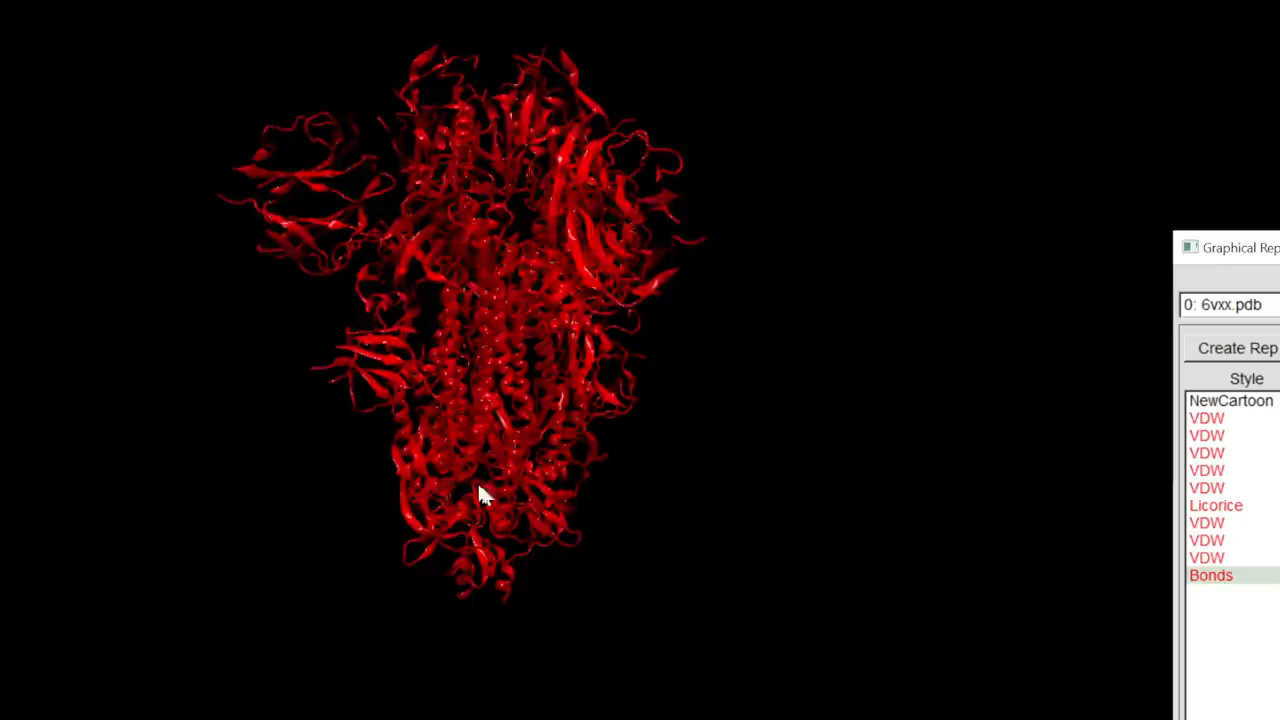 Graphical Rep
0: 6vxx.pdb
Create Rep
Style
NewCartoon
VDW
VDW
VDW
VDW
VDW
Licorice
VDW
VDW
VDW
Bonds